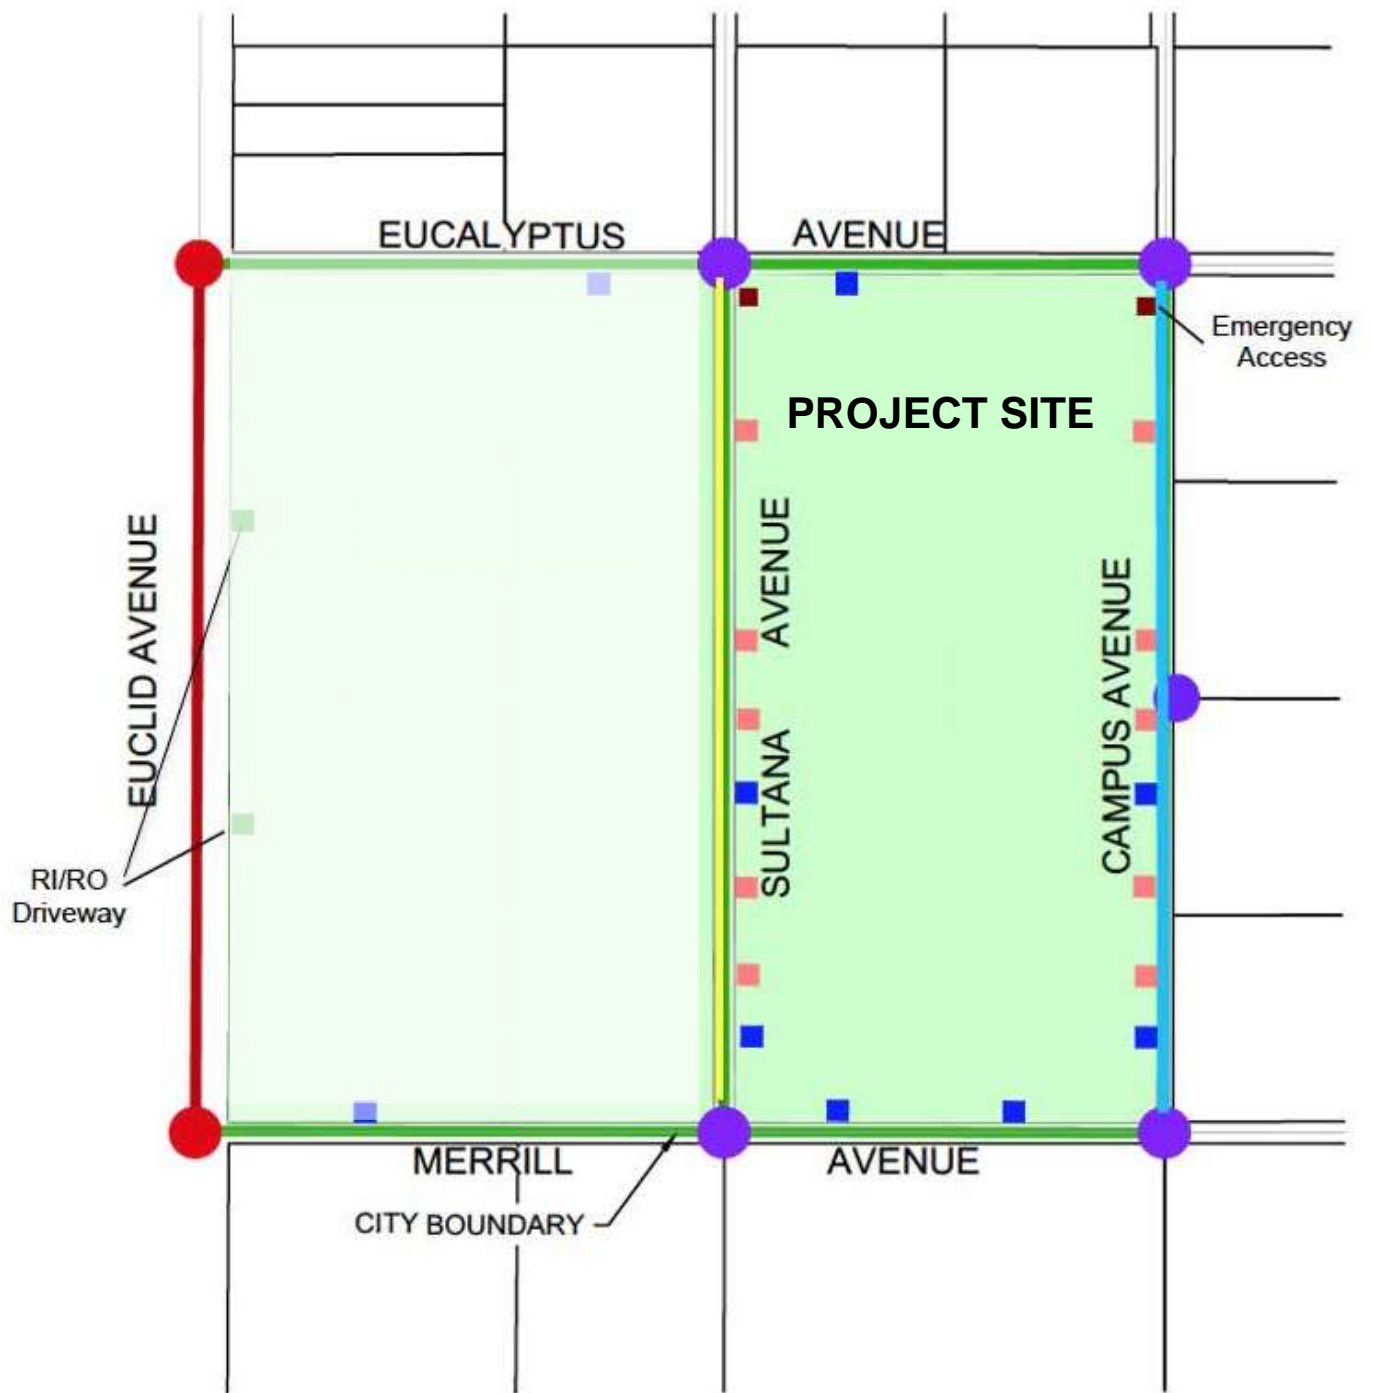 EUCALYPTUS AVENUE
Emergency
Access
PROJECT SITE
EUCLID AVENUE
SULTANA AVENUE
CAMPUS AVENUE
RI/RO
Driveway
MERRILL AVENUE
CITY BOUNDARY